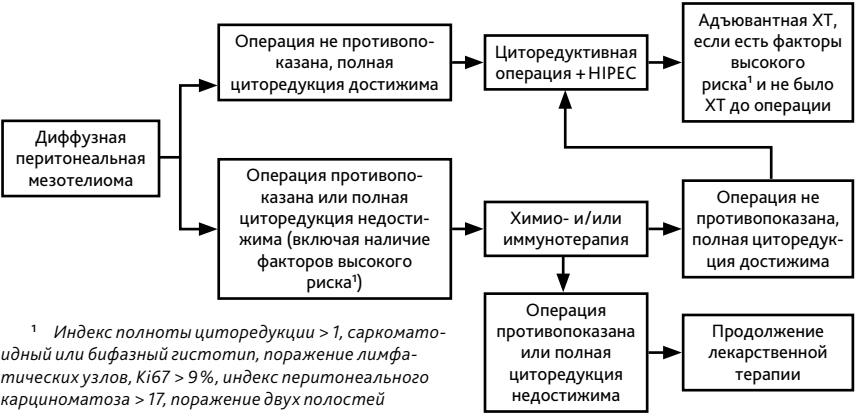 Диффузная
перитонеальная
мезотелиома
Операция не противопо-
казана, полная
циторедукция достижима
Циторедуктивная
операция + HIPEC
Адъювантная ХТ,
если есть факторы
высокого
риска¹ и не было
ХТ до операции
Операция противопо-
казана или полная
циторедукция недости-
жима (включая наличие
факторов высокого
риска¹)
Химио- и/или
иммунотерапия
Операция не
противопоказана,
полная циторедук-
ция достижима
Операция
противопоказана
или полная
циторедукция
недостижима
Продолжение
лекарственной
терапии
¹ Индекс полноты циторедукции > 1, саркомато-
идный или бифазный гистотип, поражение лимфа-
тических узлов, Ki67 > 9 %, индекс перитонеального
карциноматоза > 17, поражение двух полостей